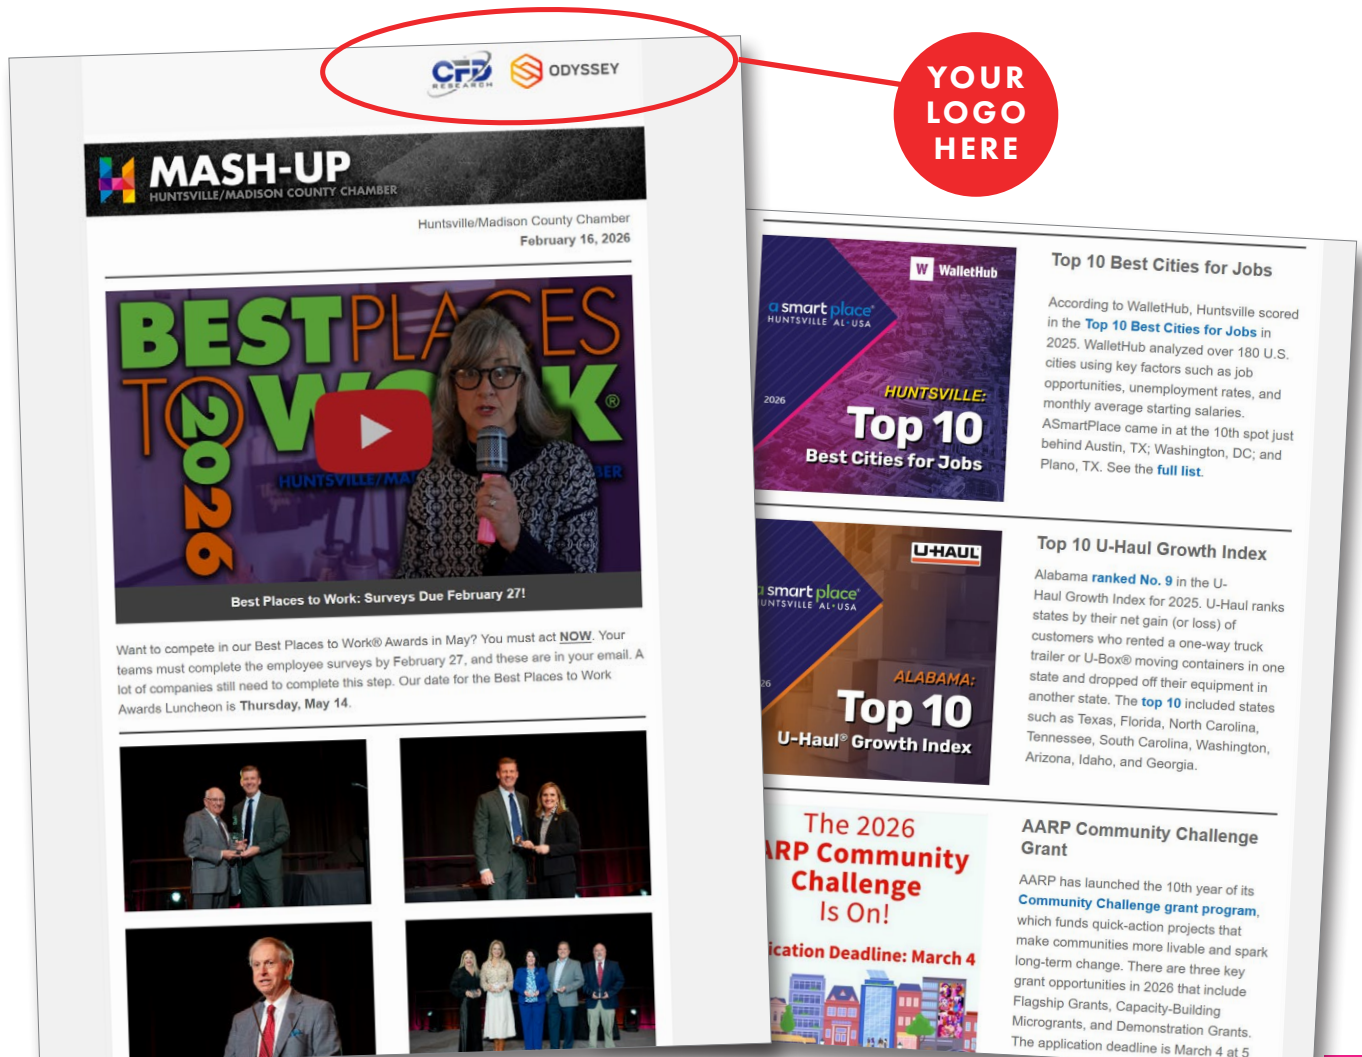 CFD
RESEARCH
ODYSSEY
YOUR
LOGO
HERE
MASH-UP
HUNTSVILLE/MADISON COUNTY CHAMBER
Huntsville/Madison County Chamber
February 16, 2026
BEST PLACES
TO WORK®
2026
HUNTSVILLE/MA BER
Best Places to Work: Surveys Due February 27!
Want to compete in our Best Places to Work® Awards in May? You must act NOW. Your
teams must complete the employee surveys by February 27, and these are in your email. A
lot of companies still need to complete this step. Our date for the Best Places to Work
Awards Luncheon is Thursday, May 14.
W WalletHub
a smart place®
HUNTSVILLE AL·USA
2026
HUNTSVILLE:
Top 10
Best Cities for Jobs
Top 10 Best Cities for Jobs
According to WalletHub, Huntsville scored
in the Top 10 Best Cities for Jobs in
2025. WalletHub analyzed over 180 U.S.
cities using key factors such as job
opportunities, unemployment rates, and
monthly average starting salaries.
ASmartPlace came in at the 10th spot just
behind Austin, TX; Washington, DC; and
Plano, TX. See the full list.
U-HAUL
a smart place®
HUNTSVILLE AL·USA
26
ALABAMA:
Top 10
U-Haul® Growth Index
Top 10 U-Haul Growth Index
Alabama ranked No. 9 in the U-
Haul Growth Index for 2025. U-Haul ranks
states by their net gain (or loss) of
customers who rented a one-way truck
trailer or U-Box® moving containers in one
state and dropped off their equipment in
another state. The top 10 included states
such as Texas, Florida, North Carolina,
Tennessee, South Carolina, Washington,
Arizona, Idaho, and Georgia.
The 2026
ARP Community
Challenge
Is On!
ication Deadline: March 4
AARP Community Challenge
Grant
AARP has launched the 10th year of its
Community Challenge grant program,
which funds quick-action projects that
make communities more livable and spark
long-term change. There are three key
grant opportunities in 2026 that include
Flagship Grants, Capacity-Building
Microgrants, and Demonstration Grants.
The application deadline is March 4 at 5